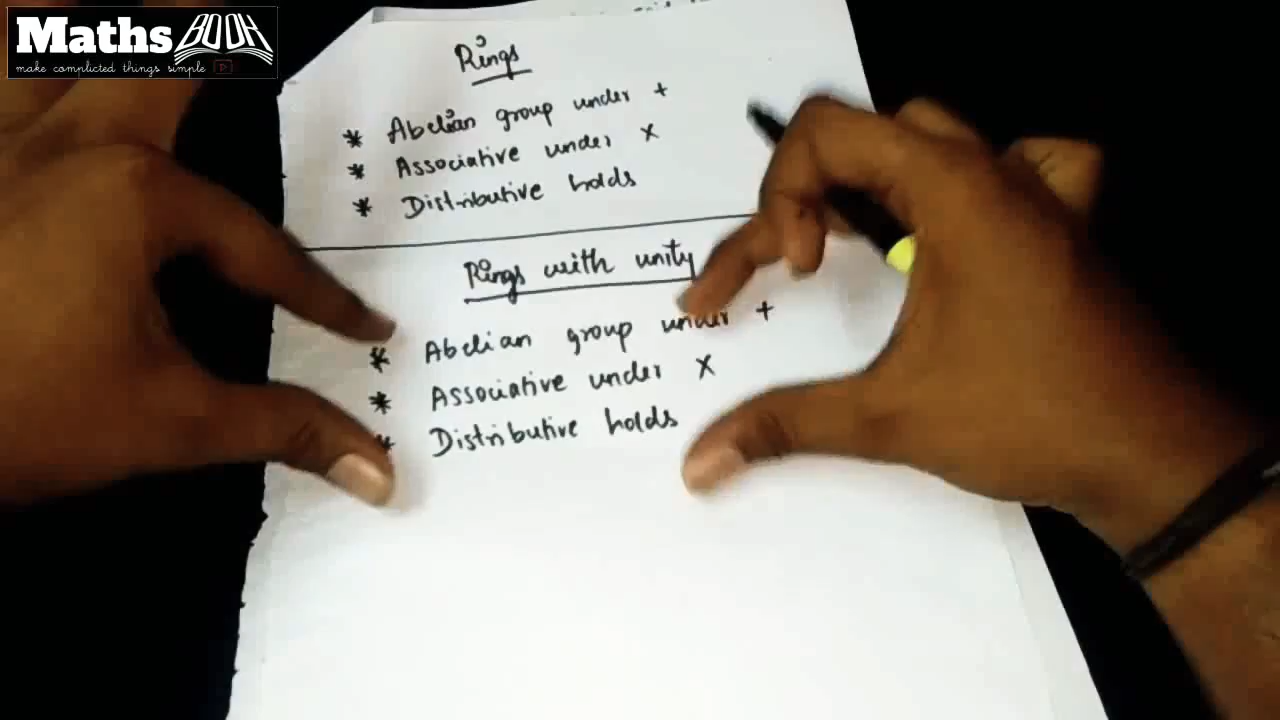 Maths BOOK
make complicted things simple
Rings
* Abelian group under +
* Associative under ×
* Distributive holds
Rings with unity
* Abelian group under +
* Associative under ×
* Distributive holds